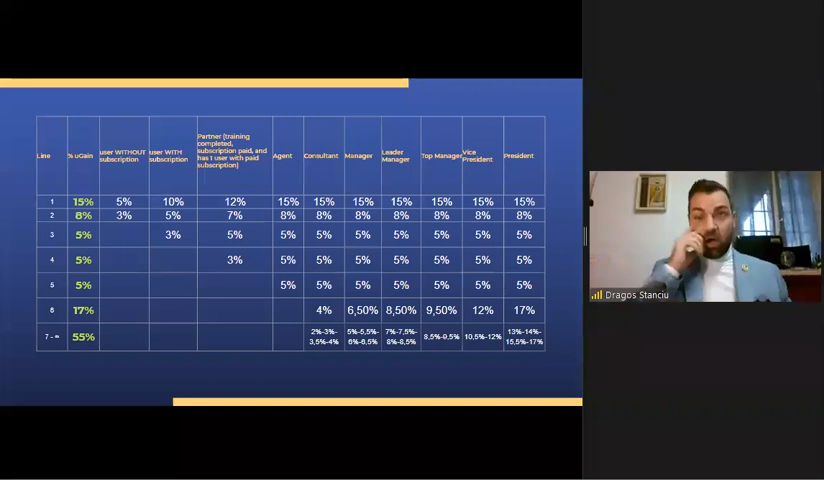 Line % uGain user WITHOUT subscription user WITH subscription Partner (training completed, subscription paid, and has 1 user with paid subscription) Agent Consultant Manager Leader Manager Top Manager Vice President President
1 15% 5% 10% 12% 15% 15% 15% 15% 15% 15% 15%
2 8% 3% 5% 7% 8% 8% 8% 8% 8% 8% 8%
3 5% 3% 5% 5% 5% 5% 5% 5% 5% 5%
4 5% 3% 5% 5% 5% 5% 5% 5% 5%
5 5% 5% 5% 5% 5% 5% 5% 5%
6 17% 4% 6,50% 8,50% 9,50% 12% 17%
7 - ∞ 55% 2%-3%-3,5%-4% 5%-5,5%-6%-6,5% 7%-7,5%-8%-8,5% 8,5%-9,5% 10,5%-12% 13%-14%-15,5%-17%
Dragos Stanciu